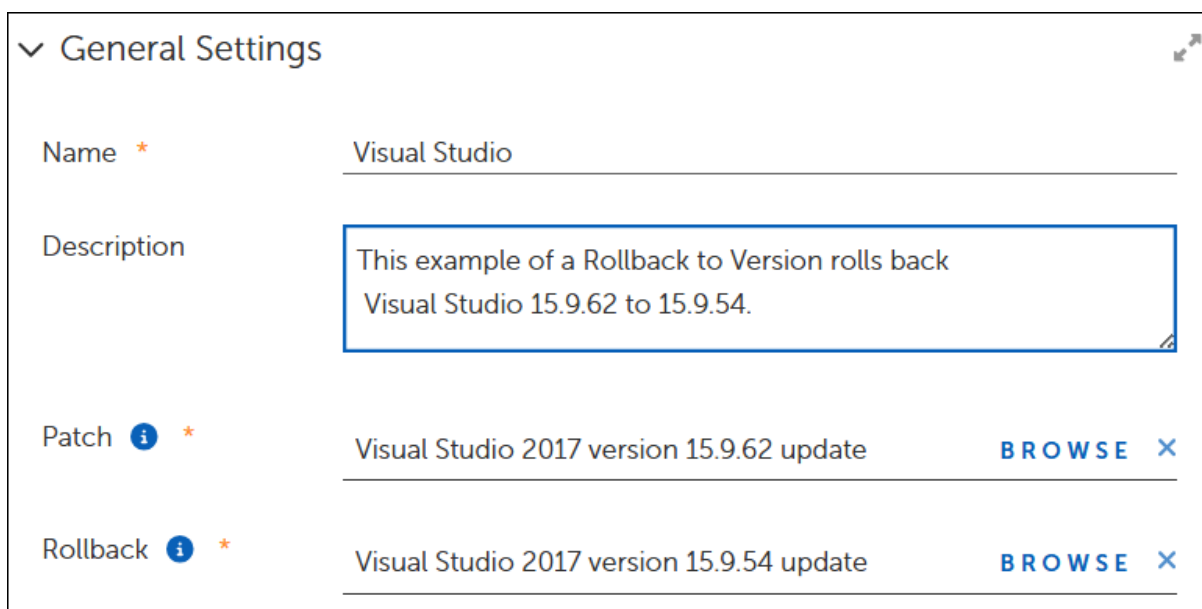 General Settings
Name *
Visual Studio
Description
This example of a Rollback to Version rolls back
Visual Studio 15.9.62 to 15.9.54.
Patch *
Visual Studio 2017 version 15.9.62 update
BROWSE
Rollback *
Visual Studio 2017 version 15.9.54 update
BROWSE